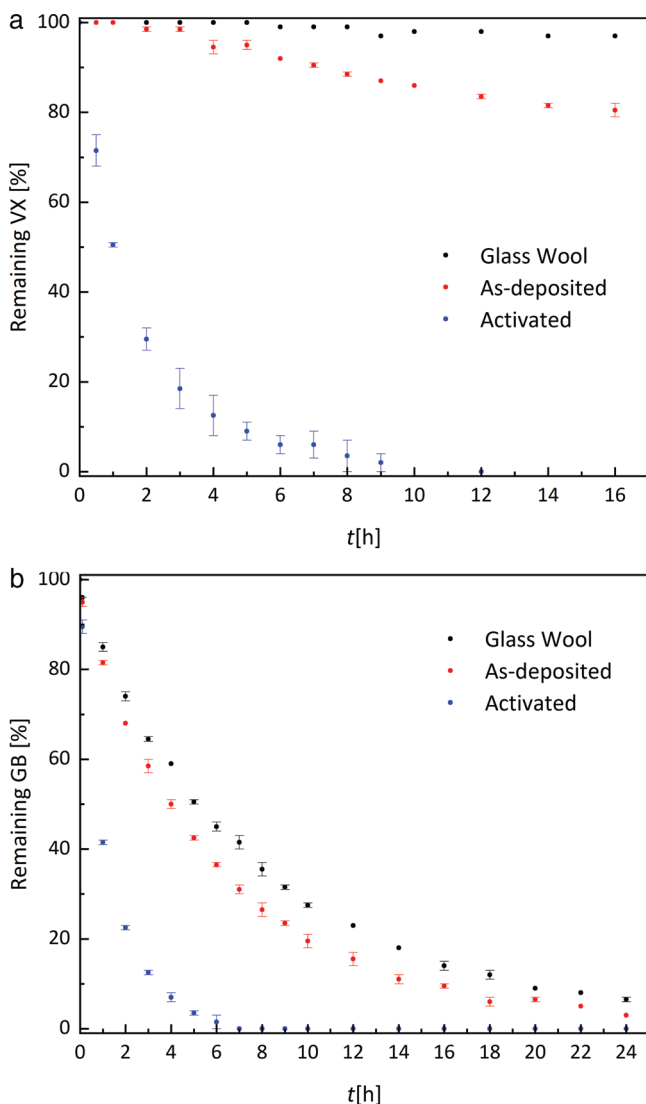 a
100
80
60
40
20
0
Remaining VX [%]
Glass Wool
As-deposited
Activated
2 4 6 8 10 12 14 16
t[h]
b
100
80
60
40
20
0
Remaining GB [%]
Glass Wool
As-deposited
Activated
0 2 4 6 8 10 12 14 16 18 20 22 24
t[h]